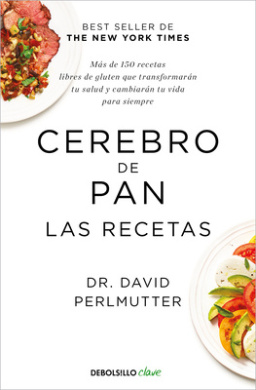 BEST SELLER DE
THE NEW YORK TIMES
Más de 150 recetas
libres de gluten que transformarán
tu salud y cambiarán tu vida
para siempre
CEREBRO
DE
PAN
LAS RECETAS
DR. DAVID
PERLMUTTER
DEBOLSILLO clave